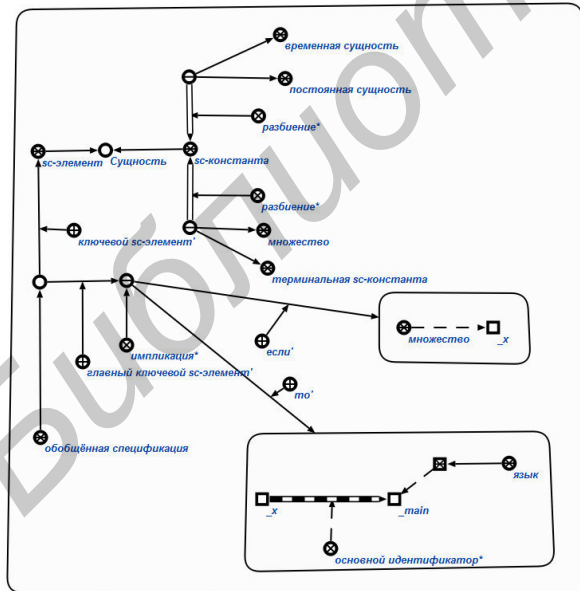 временная сущность
постоянная сущность
разбиение*
sc-элемент
Сущность
sc-константа
разбиение*
ключевой sc-элемент'
множество
терминальная sc-константа
импликация*
если'
множество
_x
главный ключевой sc-элемент'
то'
обобщённая спецификация
язык
_x
_main
основной идентификатор*